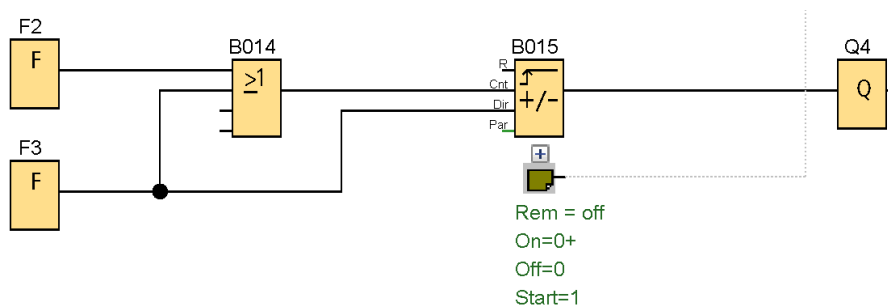 F2
F
B014
≥1
B015
R
Cnt
Dir
Par
+/-
Q4
Q
F3
F
Rem = off
On=0+
Off=0
Start=1